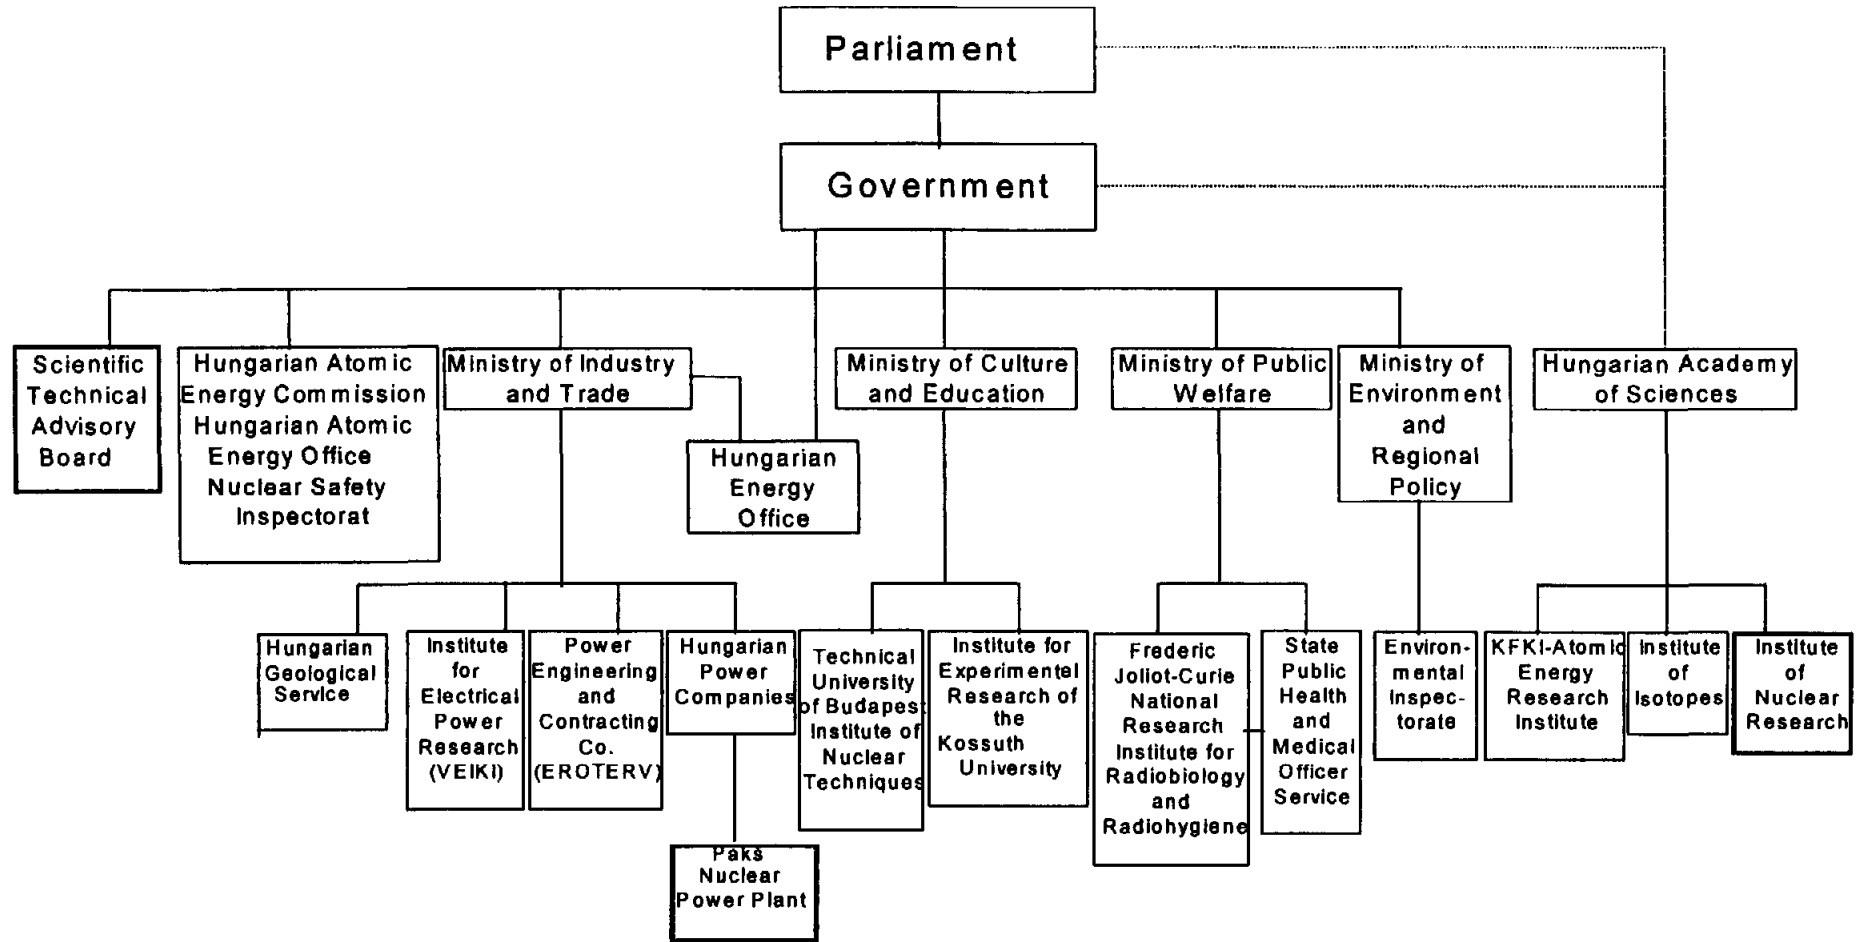 Parliament
Government
Scientific
Technical
Advisory
Board
Hungarian Atomic
Energy Commission
Hungarian Atomic
Energy Office
Nuclear Safety
Inspectorat
Ministry of Industry
and Trade
Hungarian
Energy
Office
Ministry of Culture
and Education
Ministry of Public
Welfare
Ministry of
Environment
and
Regional
Policy
Hungarian Academy
of Sciences
Hungarian
Geological
Service
Institute
for
Electrical
Power
Research
(VEIKI)
Power
Engineering
and
Contracting
Co.
(EROTERV)
Hungarian
Power
Companies
Paks
Nuclear
Power Plant
Technical
University
of Budapest
Institute of
Nuclear
Techniques
Institute for
Experimental
Research of
the
Kossuth
University
Frederic
Joliot-Curie
National
Research
Institute for
Radiobiology
and
Radiohygiene
State
Public
Health
and
Medical
Officer
Service
Environ-
mental
Inspec-
torate
KFKI-Atomic
Energy
Research
Institute
Institute
of
Isotopes
Institute
of
Nuclear
Research